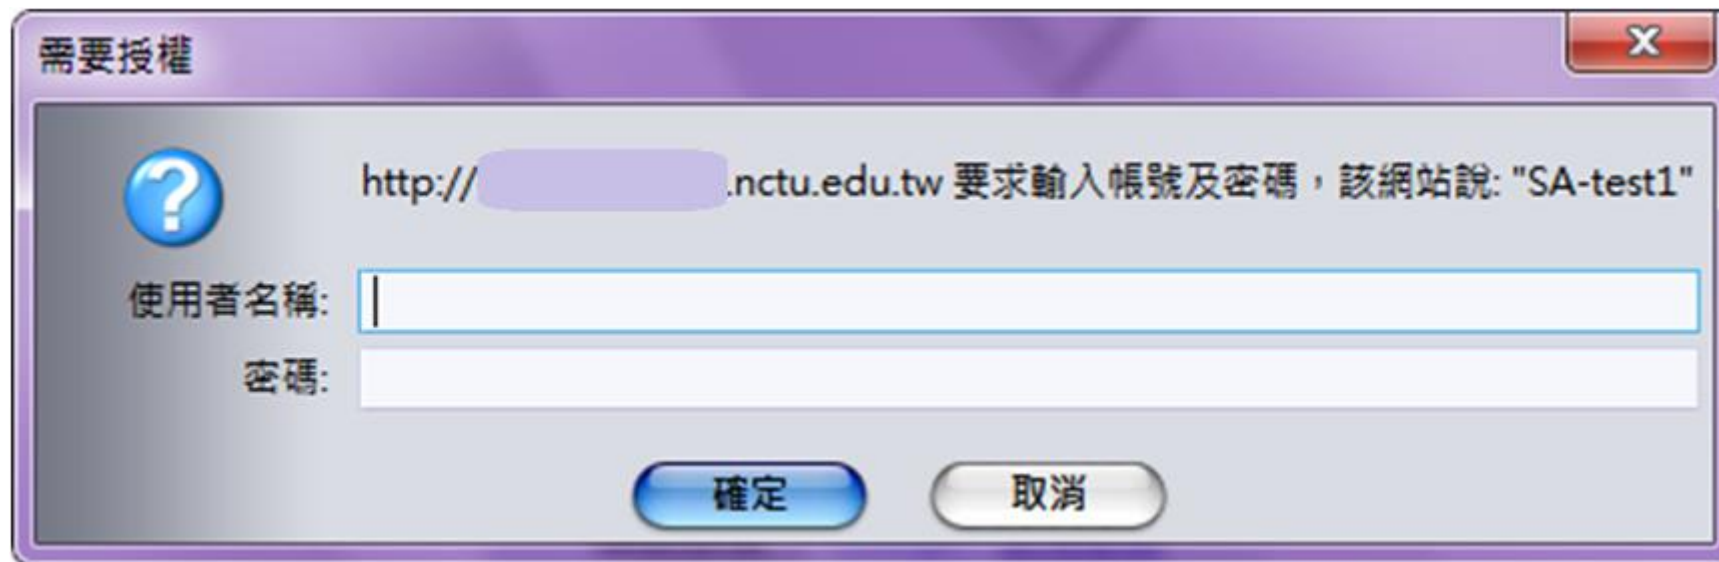 需要授權
http:// .nctu.edu.tw 要求輸入帳號及密碼，該網站說: "SA-test1"
使用者名稱:
密碼:
確定 取消